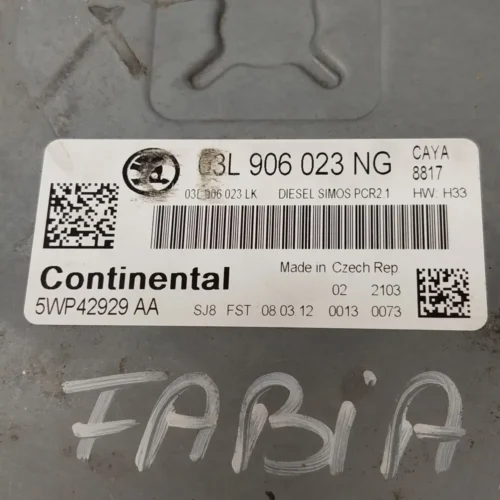 03L 906 023 NG CAYA
8817
03L 906 023 LK DIESEL SIMOS PCR2.1 HW: H33
Continental Made in Czech Rep.
02 2103
5WP42929 AA SJ8 FST 08 03 12 0013 0073
FABIA